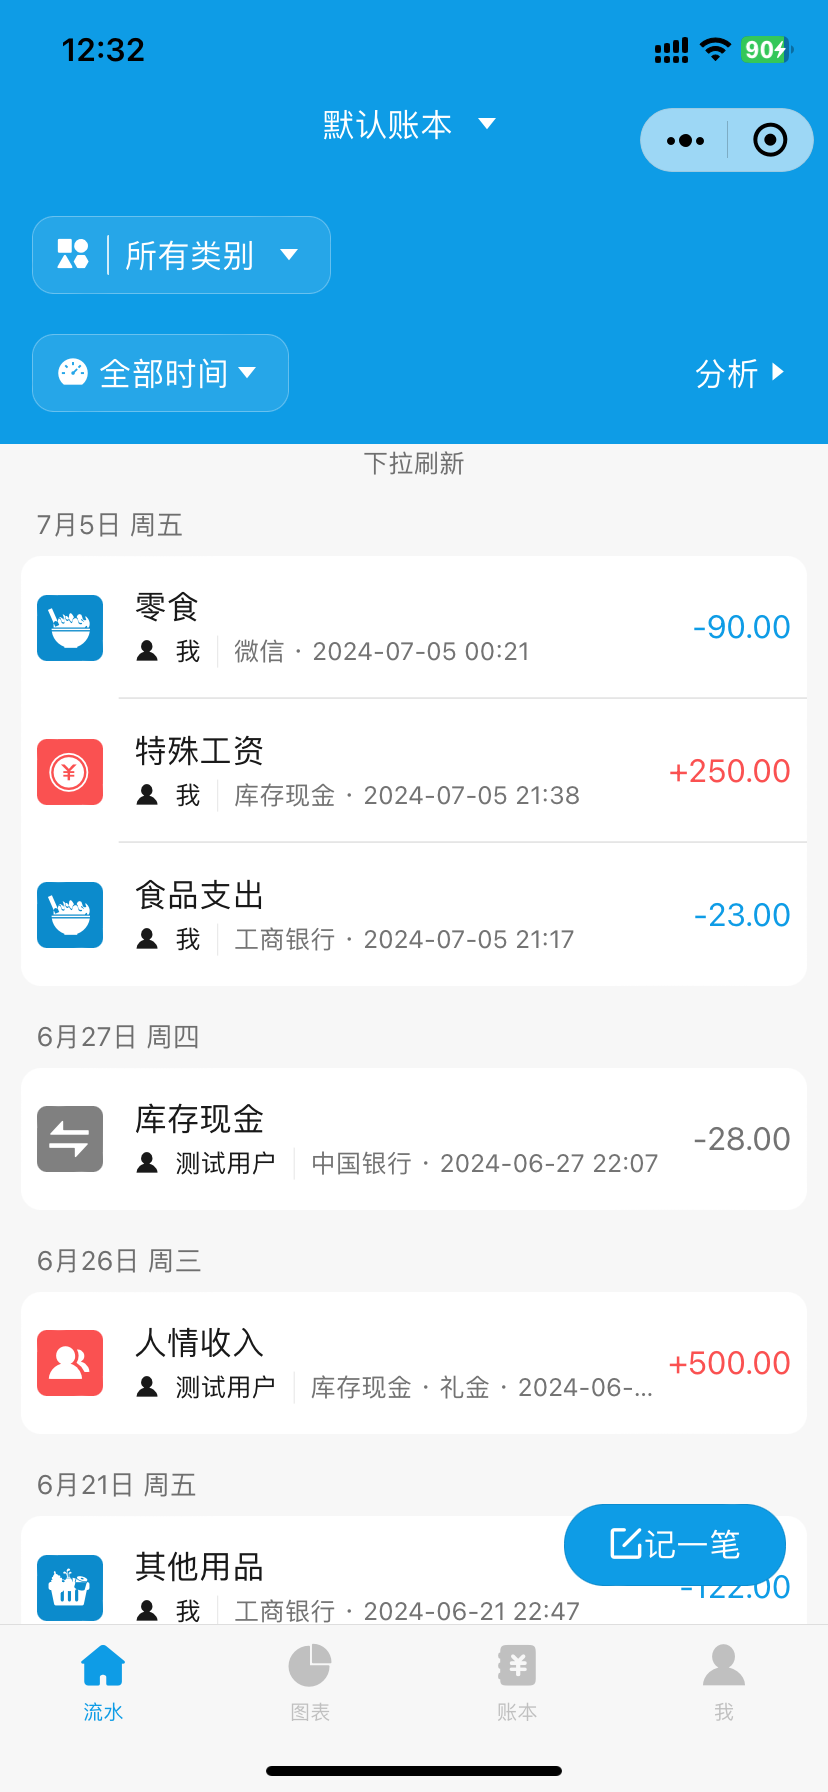 12:32
90
默认账本
所有类别
全部时间
分析
下拉刷新
7月5日 周五
零食
-90.00
我 微信 · 2024-07-05 00:21
特殊工资
+250.00
我 库存现金 · 2024-07-05 21:38
食品支出
-23.00
我 工商银行 · 2024-07-05 21:17
6月27日 周四
库存现金
-28.00
测试用户 中国银行 · 2024-06-27 22:07
6月26日 周三
人情收入
+500.00
测试用户 库存现金 · 礼金 · 2024-06-...
6月21日 周五
记一笔
其他用品
-122.00
我 工商银行 · 2024-06-21 22:47
流水
图表
账本
我